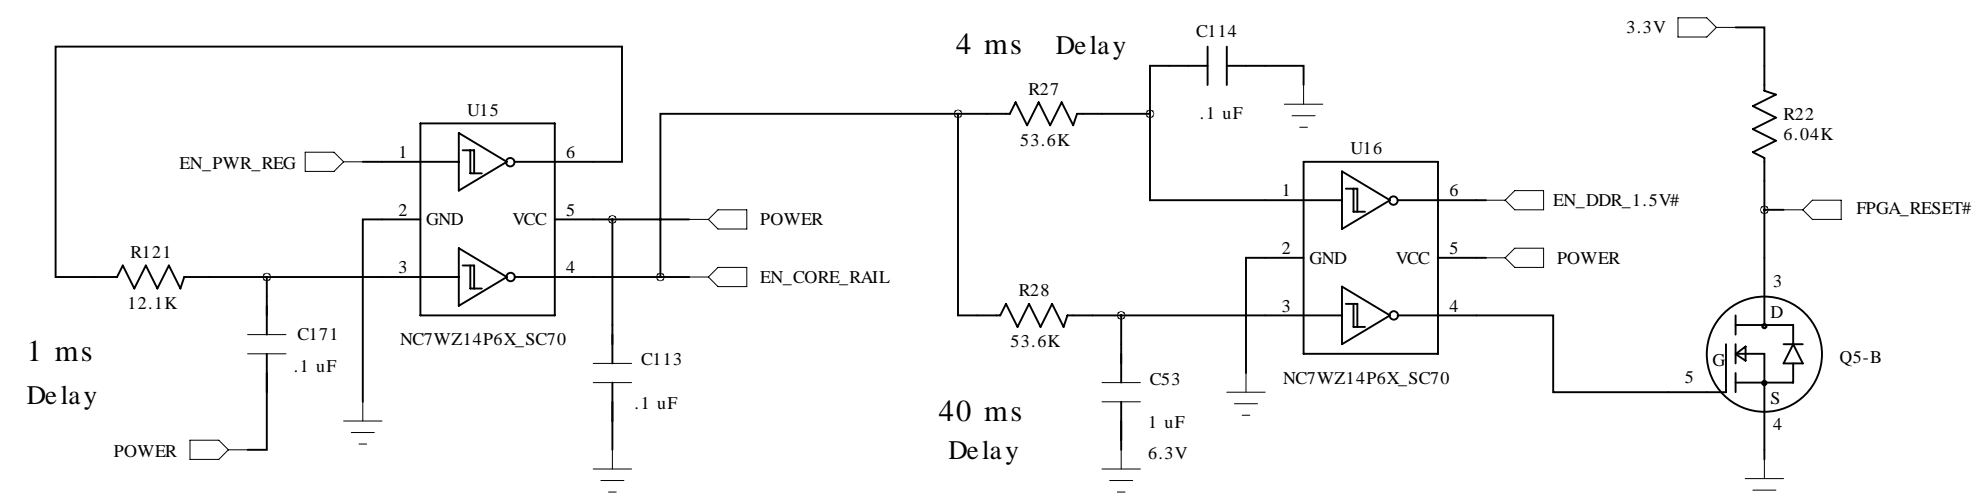 3.3V
4 ms Delay
C114
.1 uF
R27
53.6K
R22
6.04K
U15
U16
EN_PWR_REG
1
6
2
GND
VCC
5
POWER
3
4
EN_CORE_RAIL
NC7WZ14P6X_SC70
R121
12.1K
C171
.1 uF
1 ms
Delay
POWER
C113
.1 uF
1
6
EN_DDR_1.5V#
2
GND
VCC
5
POWER
3
4
NC7WZ14P6X_SC70
R28
53.6K
C53
1 uF
6.3V
40 ms
Delay
FPGA_RESET#
3
D
G
S
5
4
Q5-B